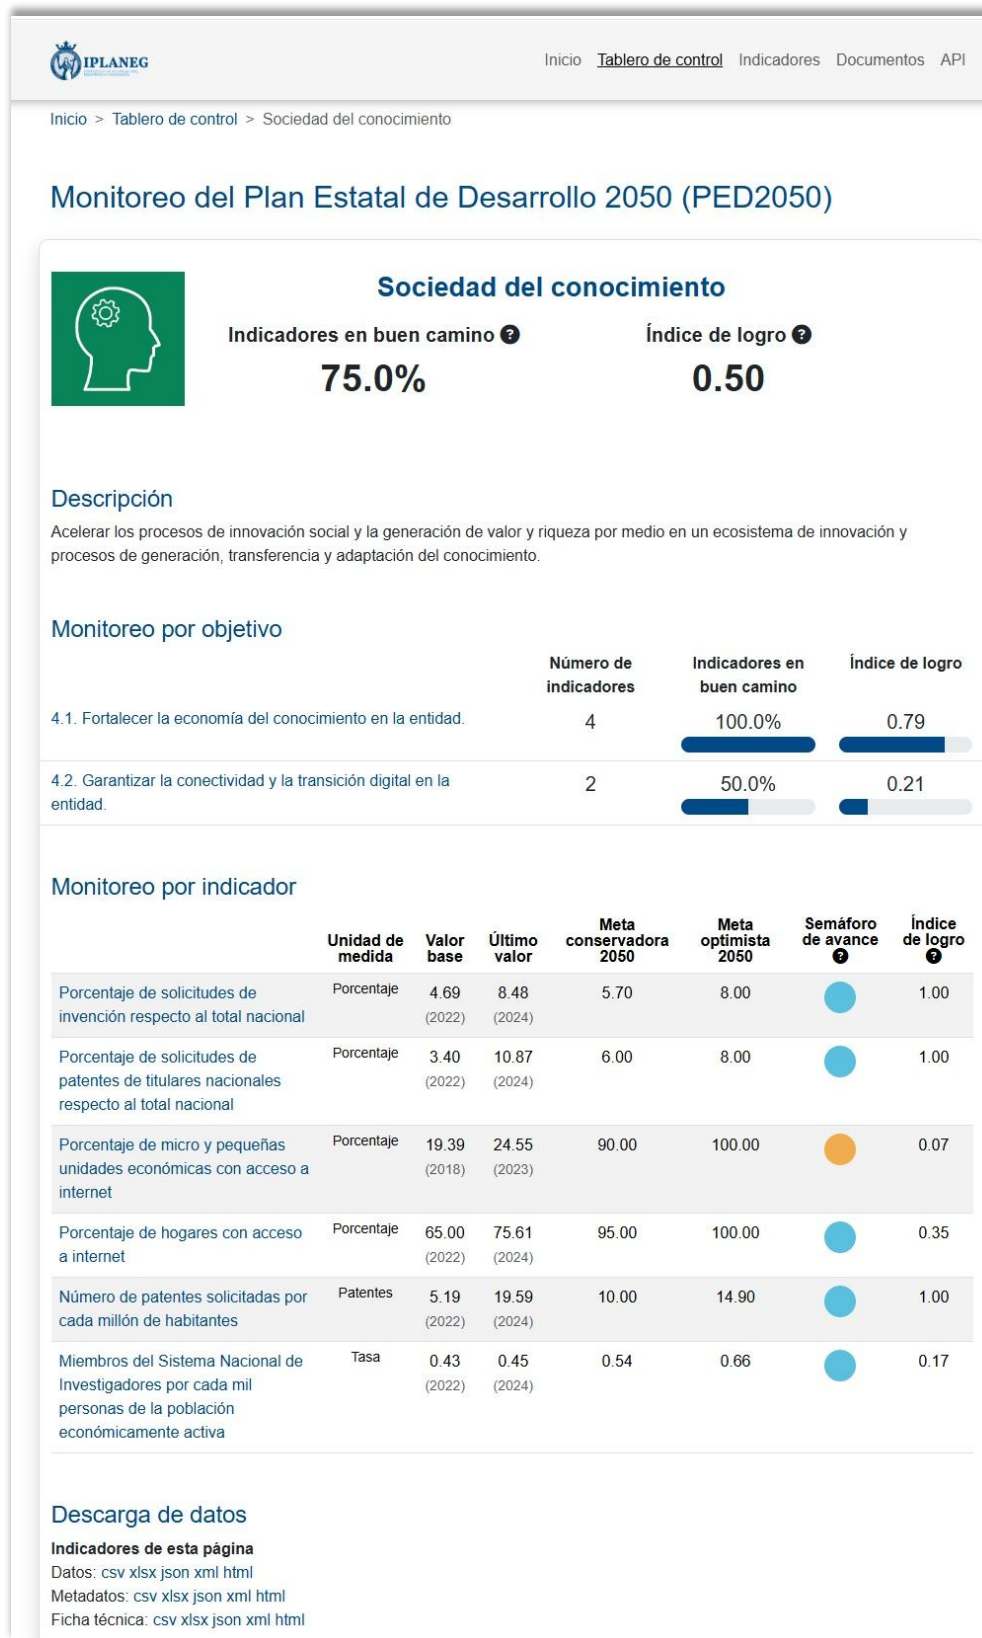 IPLANEG
Inicio Tablero de control Indicadores Documentos API
Inicio > Tablero de control > Sociedad del conocimiento
Monitoreo del Plan Estatal de Desarrollo 2050 (PED2050)
Sociedad del conocimiento
Indicadores en buen camino ? Índice de logro ?
75.0% 0.50
Descripción
Acelerar los procesos de innovación social y la generación de valor y riqueza por medio en un ecosistema de innovación y
procesos de generación, transferencia y adaptación del conocimiento.
Monitoreo por objetivo
Número de Indicadores en Índice de logro
indicadores buen camino
4.1. Fortalecer la economía del conocimiento en la entidad. 4 100.0% 0.79
4.2. Garantizar la conectividad y la transición digital en la 2 50.0% 0.21
entidad.
Monitoreo por indicador
Meta Meta Semáforo Índice
Unidad de Valor Último conservadora optimista de avance de logro
medida base valor 2050 2050 ? ?
Porcentaje de solicitudes de Porcentaje 4.69 8.48 5.70 8.00 1.00
invención respecto al total nacional (2022) (2024)
Porcentaje de solicitudes de Porcentaje 3.40 10.87 6.00 8.00 1.00
patentes de titulares nacionales (2022) (2024)
respecto al total nacional
Porcentaje de micro y pequeñas Porcentaje 19.39 24.55 90.00 100.00 0.07
unidades económicas con acceso a (2018) (2023)
internet
Porcentaje de hogares con acceso Porcentaje 65.00 75.61 95.00 100.00 0.35
a internet (2022) (2024)
Número de patentes solicitadas por Patentes 5.19 19.59 10.00 14.90 1.00
cada millón de habitantes (2022) (2024)
Miembros del Sistema Nacional de Tasa 0.43 0.45 0.54 0.66 0.17
Investigadores por cada mil (2022) (2024)
personas de la población
económicamente activa
Descarga de datos
Indicadores de esta página
Datos: csv xlsx json xml html
Metadatos: csv xlsx json xml html
Ficha técnica: csv xlsx json xml html